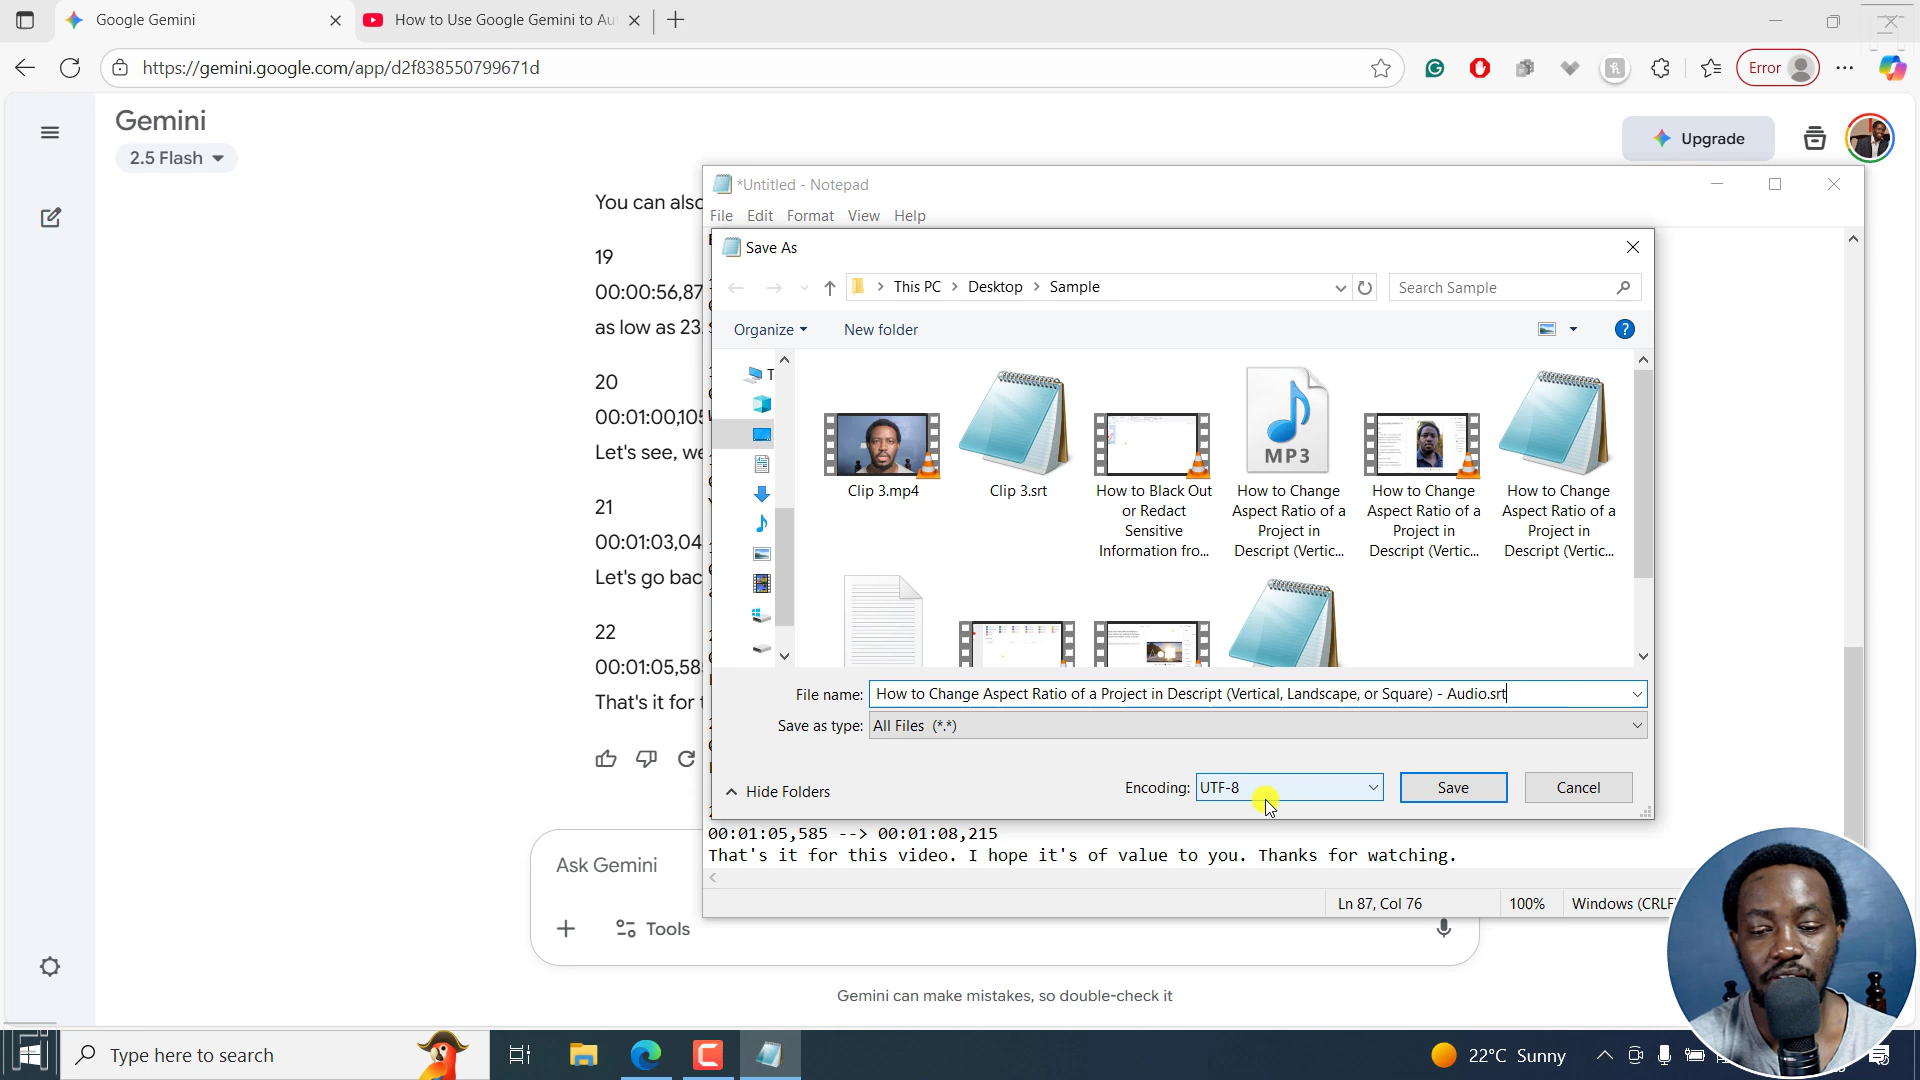 Google Gemini
How to Use Google Gemini to Au
https://gemini.google.com/app/d2f838550799671d
Error
Gemini
2.5 Flash
Upgrade
You can also
19
00:00:56,87
as low as 23.
20
00:01:00,105
Let's see, we
21
00:01:03,04
Let's go bac
22
00:01:05,58
That's it for t
*Untitled - Notepad
File Edit Format View Help
Save As
This PC > Desktop > Sample
Search Sample
Organize
New folder
Clip 3.mp4
Clip 3.srt
How to Black Out
or Redact
Sensitive
Information fro...
MP3
How to Change
Aspect Ratio of a
Project in
Descript (Vertic...
How to Change
Aspect Ratio of a
Project in
Descript (Vertic...
How to Change
Aspect Ratio of a
Project in
Descript (Vertic...
File name: How to Change Aspect Ratio of a Project in Descript (Vertical, Landscape, or Square) - Audio.srt
Save as type: All Files (*.*)
Hide Folders
Encoding: UTF-8
Save
Cancel
00:01:05,585 --> 00:01:08,215
That's it for this video. I hope it's of value to you. Thanks for watching.
Ln 87, Col 76
100%
Windows (CRLF
Ask Gemini
Tools
Gemini can make mistakes, so double-check it
Type here to search
22°C Sunny